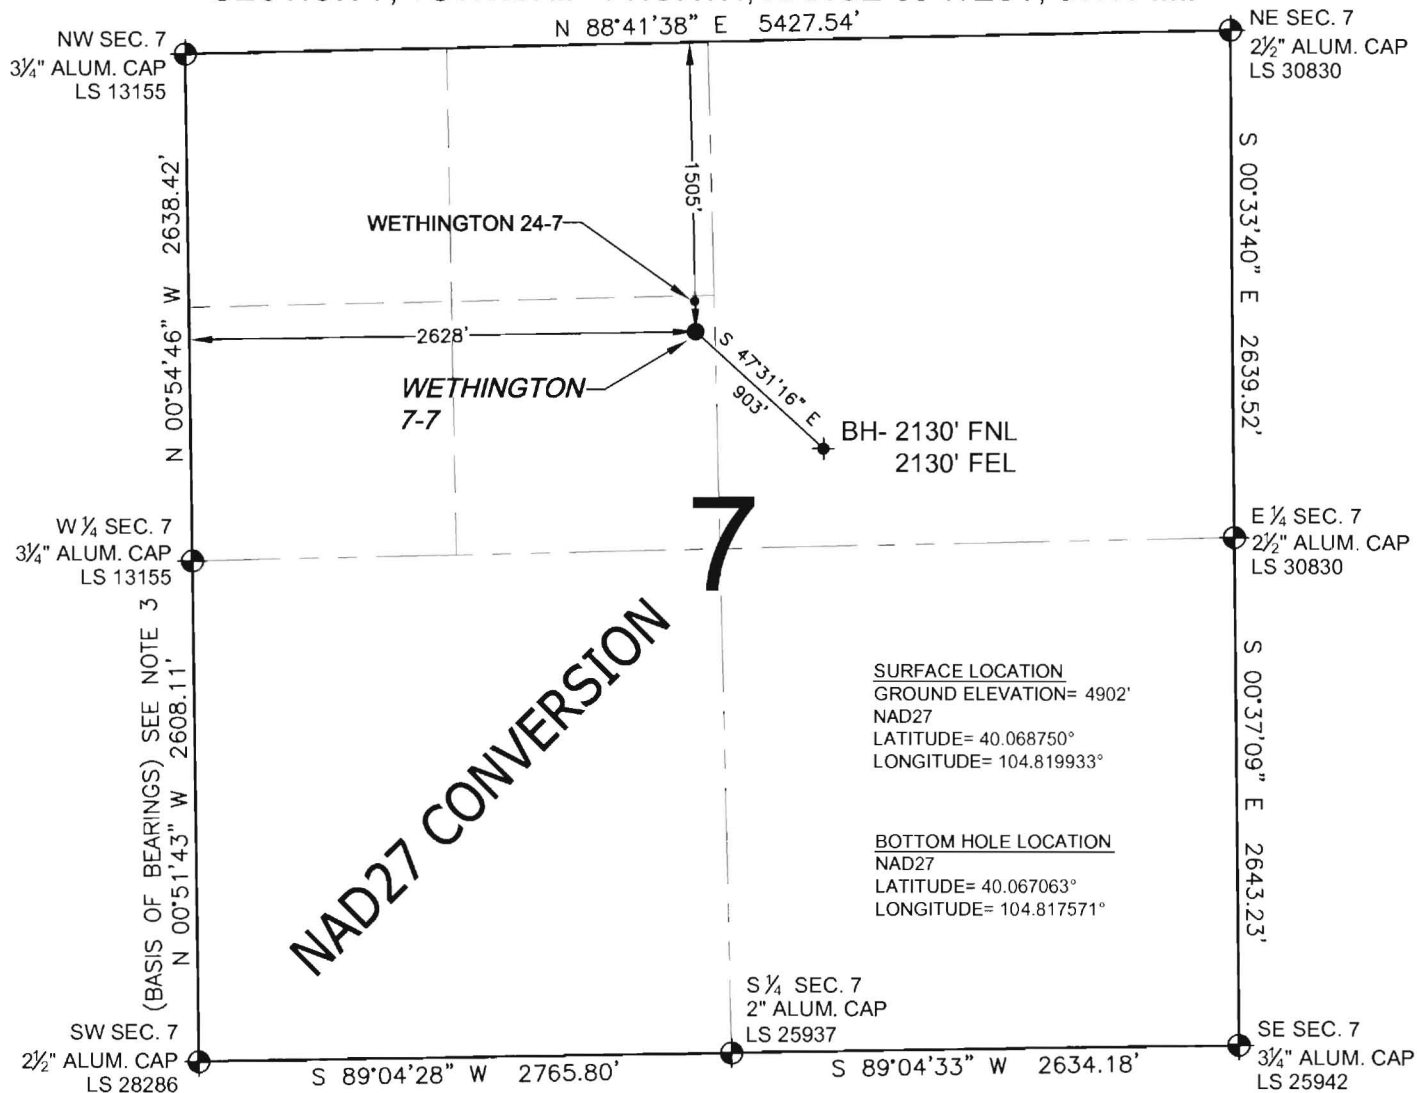 N 88°41'38" E 5427.54'
NW SEC. 7
3¼" ALUM. CAP
LS 13155
NE SEC. 7
2½" ALUM. CAP
LS 30830
N 00°54'46" W 2638.42'
1505'
S 00°33'40" E 2639.52'
WETHINGTON 24-7
2628'
WETHINGTON
7-7
S 47°31'16" E
903'
BH- 2130' FNL
2130' FEL
7
W ¼ SEC. 7
3¼" ALUM. CAP
LS 13155
E ¼ SEC. 7
2½" ALUM. CAP
LS 30830
(BASIS OF BEARINGS) SEE NOTE 3
N 00°51'43" W 2608.11'
NAD27 CONVERSION
SURFACE LOCATION
GROUND ELEVATION= 4902'
NAD27
LATITUDE= 40.068750°
LONGITUDE= 104.819933°
BOTTOM HOLE LOCATION
NAD27
LATITUDE= 40.067063°
LONGITUDE= 104.817571°
S 00°37'09" E 2643.23'
S ¼ SEC. 7
2" ALUM. CAP
LS 25937
SW SEC. 7
2½" ALUM. CAP
LS 28286
S 89°04'28" W 2765.80'
S 89°04'33" W 2634.18'
SE SEC. 7
3¼" ALUM. CAP
LS 25942